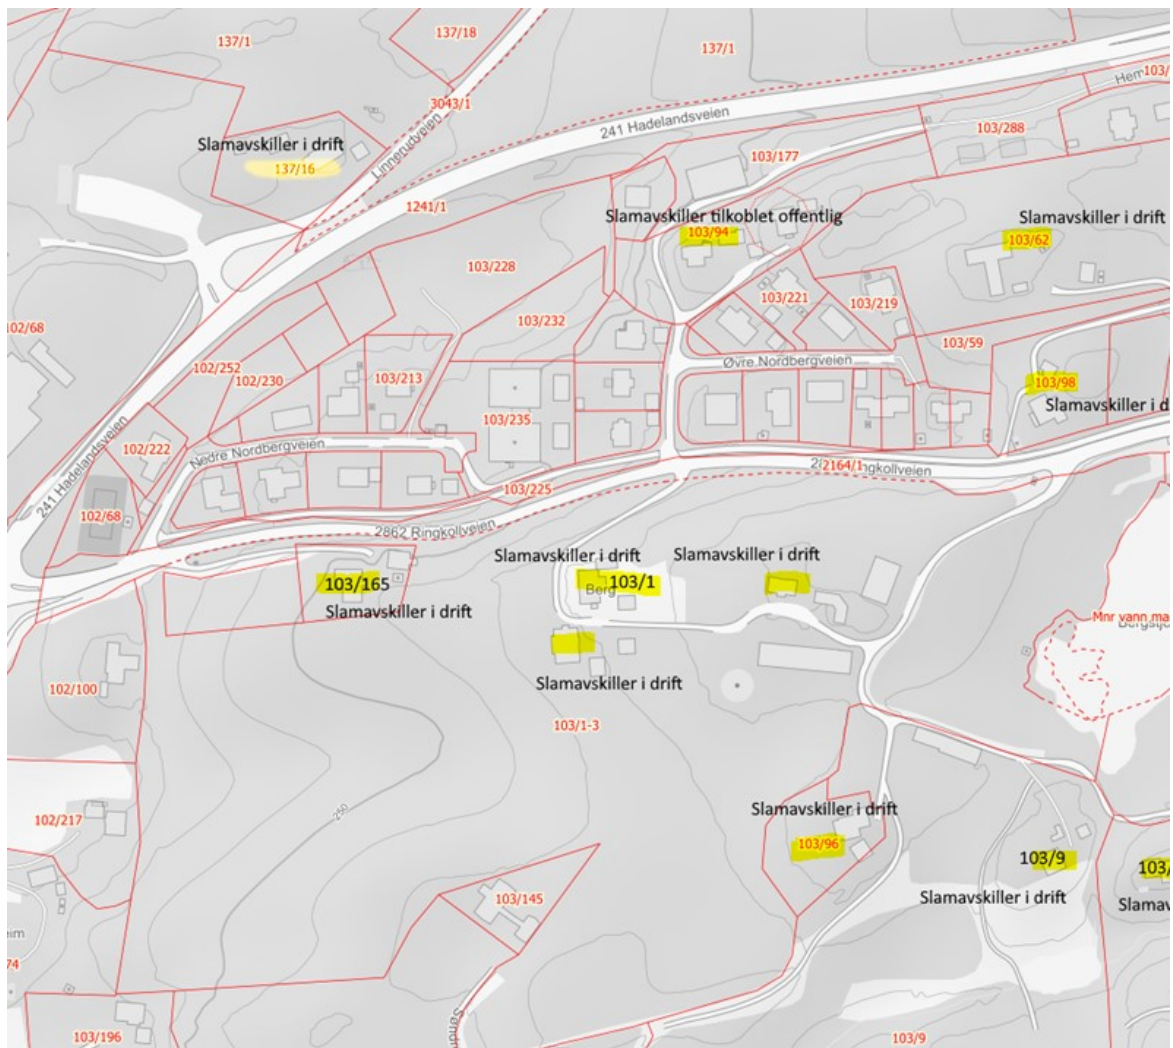 137/1
137/18
137/1
103/
Hem
3043/1
241 Hadelandsveien
103/288
Slamavskiller i drift
137/16
Linnerudveien
103/177
1241/1
Slamavskiller tilkoblet offentlig
103/94
Slamavskiller i drift
103/62
103/228
103/221
103/219
103/232
102/68
103/59
Øvre Nordbergveien
102/252
102/230
103/213
103/98
Slamavskiller i d
103/235
241 Hadelandsveien
102/222
Nedre Nordbergveien
2164/1
ngkollveien
103/225
102/68
2862 Ringkollveien
Slamavskiller i drift
Slamavskiller i drift
103/165
103/1
Berg
Slamavskiller i drift
Mnr vann ma
102/100
Slamavskiller i drift
103/1-3
250
Slamavskiller i drift
102/217
103/96
103/9
103/
103/145
Slamavskiller i drift
Slamav
eim
74
Søndr
103/196
103/9